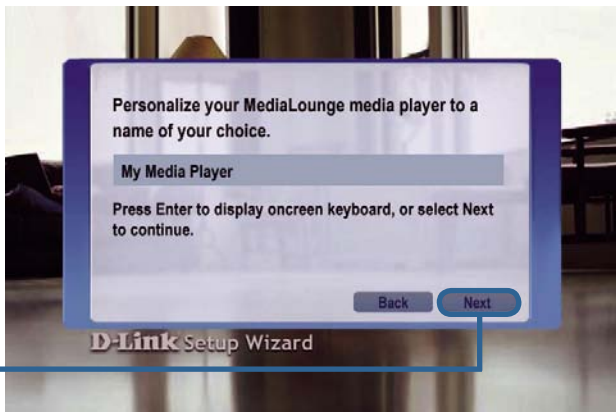 Personalize your MediaLounge media player to a
name of your choice.
My Media Player
Press Enter to display oncreen keyboard, or select Next
to continue.
Back Next
D-Link Setup Wizard